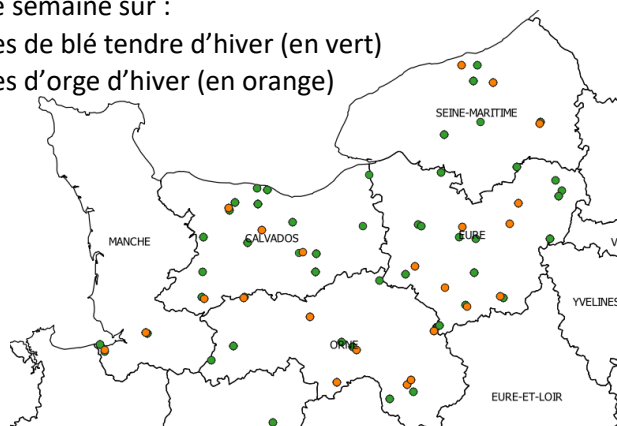 semaine sur :
es de blé tendre d’hiver (en vert)
es d’orge d’hiver (en orange)
SEINE-MARITIME
MANCHE
CALVADOS
EURE
YVELINES
ORNE
EURE-ET-LOIR